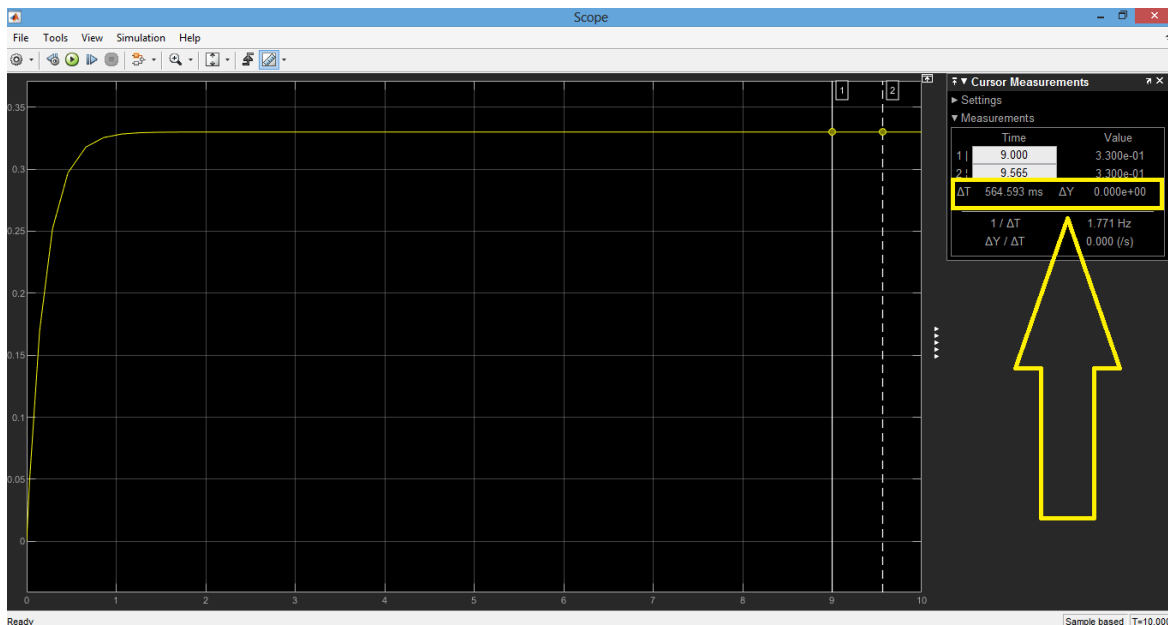 Scope
File Tools View Simulation Help
1 2
Cursor Measurements
Settings
Measurements
Time Value
1 | 9.000 3.300e-01
2 ¦ 9.565 3.300e-01
ΔT 564.593 ms ΔY 0.000e+00
1 / ΔT 1.771 Hz
ΔY / ΔT 0.000 (/s)
0.35
0.3
0.25
0.2
0.15
0.1
0.05
0
0 1 2 3 4 5 6 7 8 9 10
Ready Sample based T=10.000